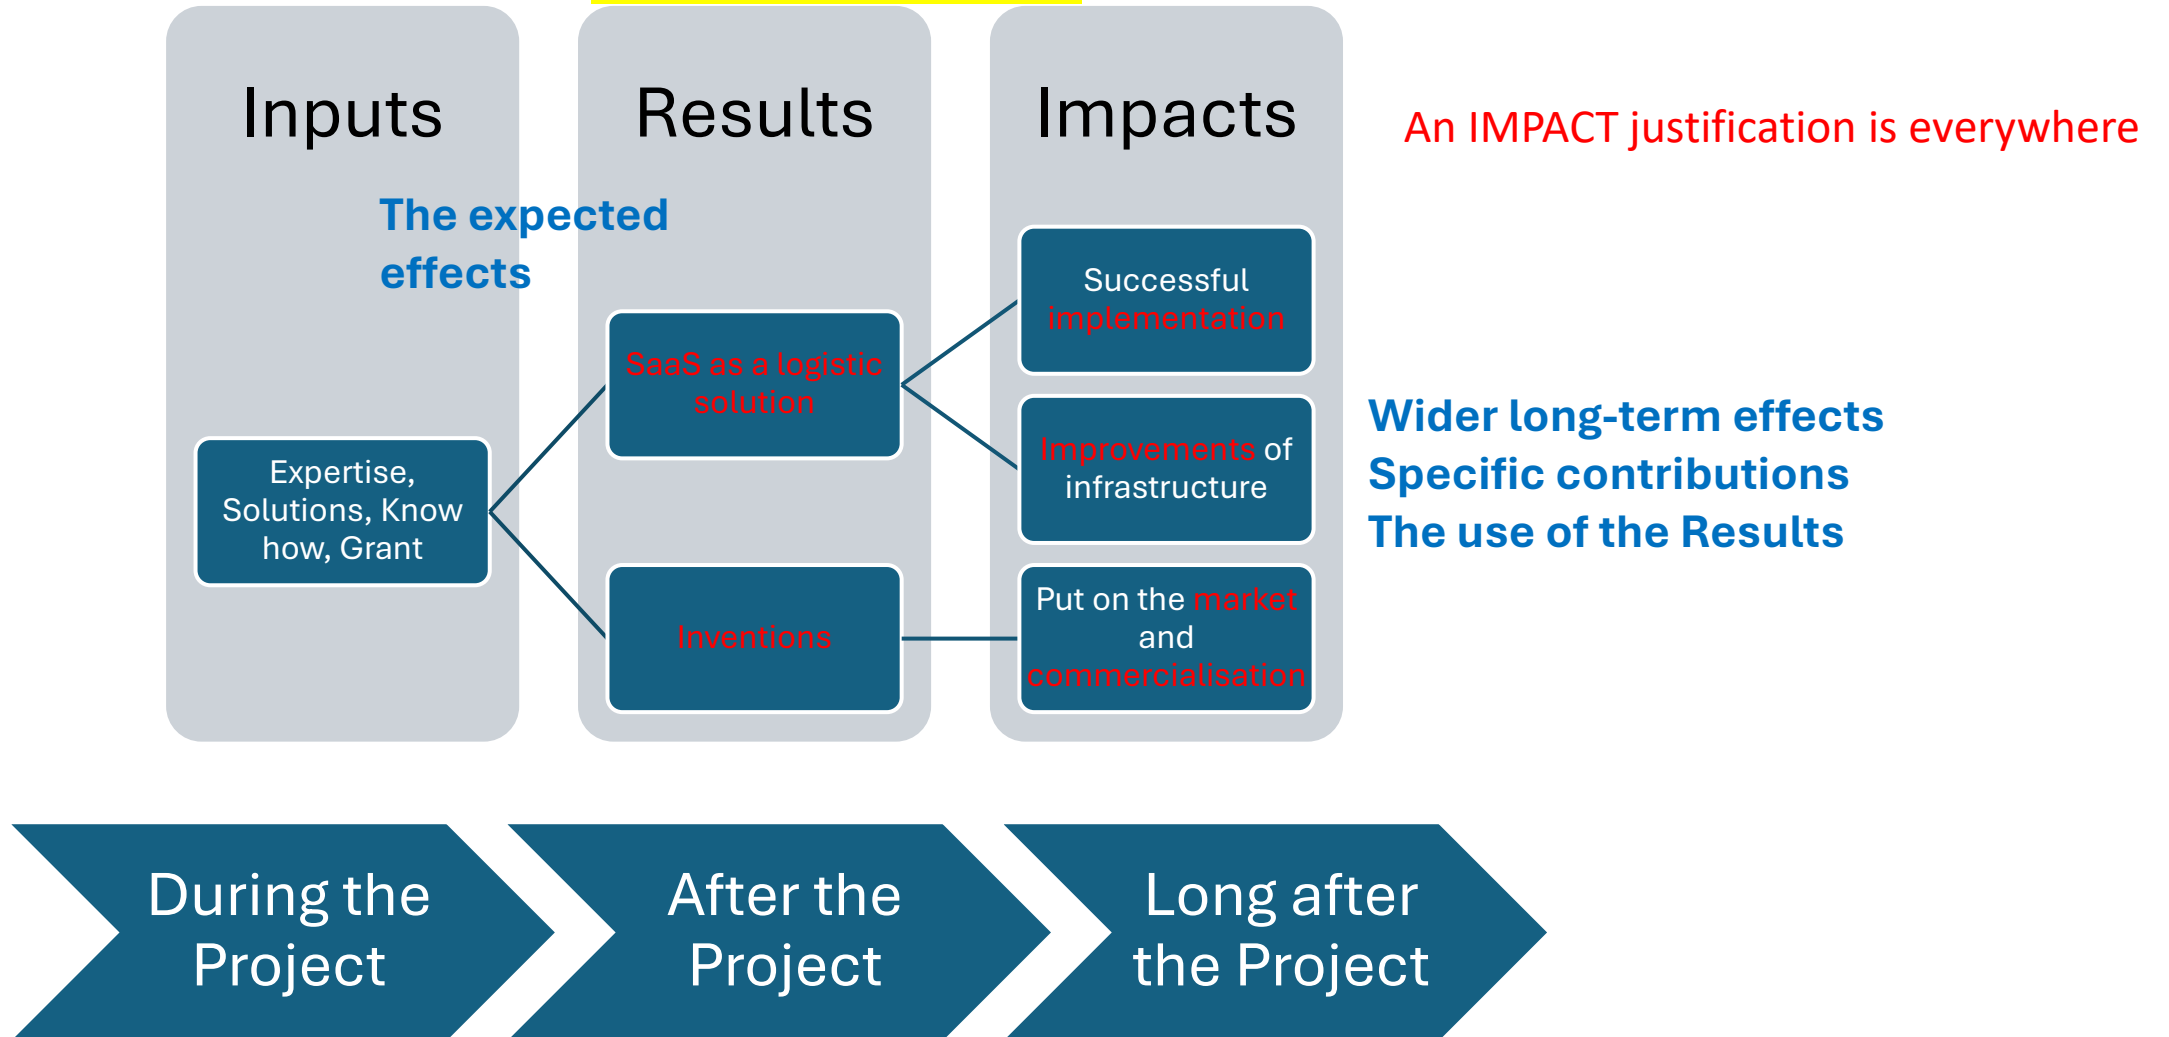 Inputs
Results
Impacts
An IMPACT justification is everywhere
The expected
effects
Expertise,
Solutions, Know
how, Grant
SaaS as a logistic
solution
Inventions
Successful
implementation
Improvements of
infrastructure
Put on the market
and
commercialisation
Wider long-term effects
Specific contributions
The use of the Results
During the
Project
After the
Project
Long after
the Project